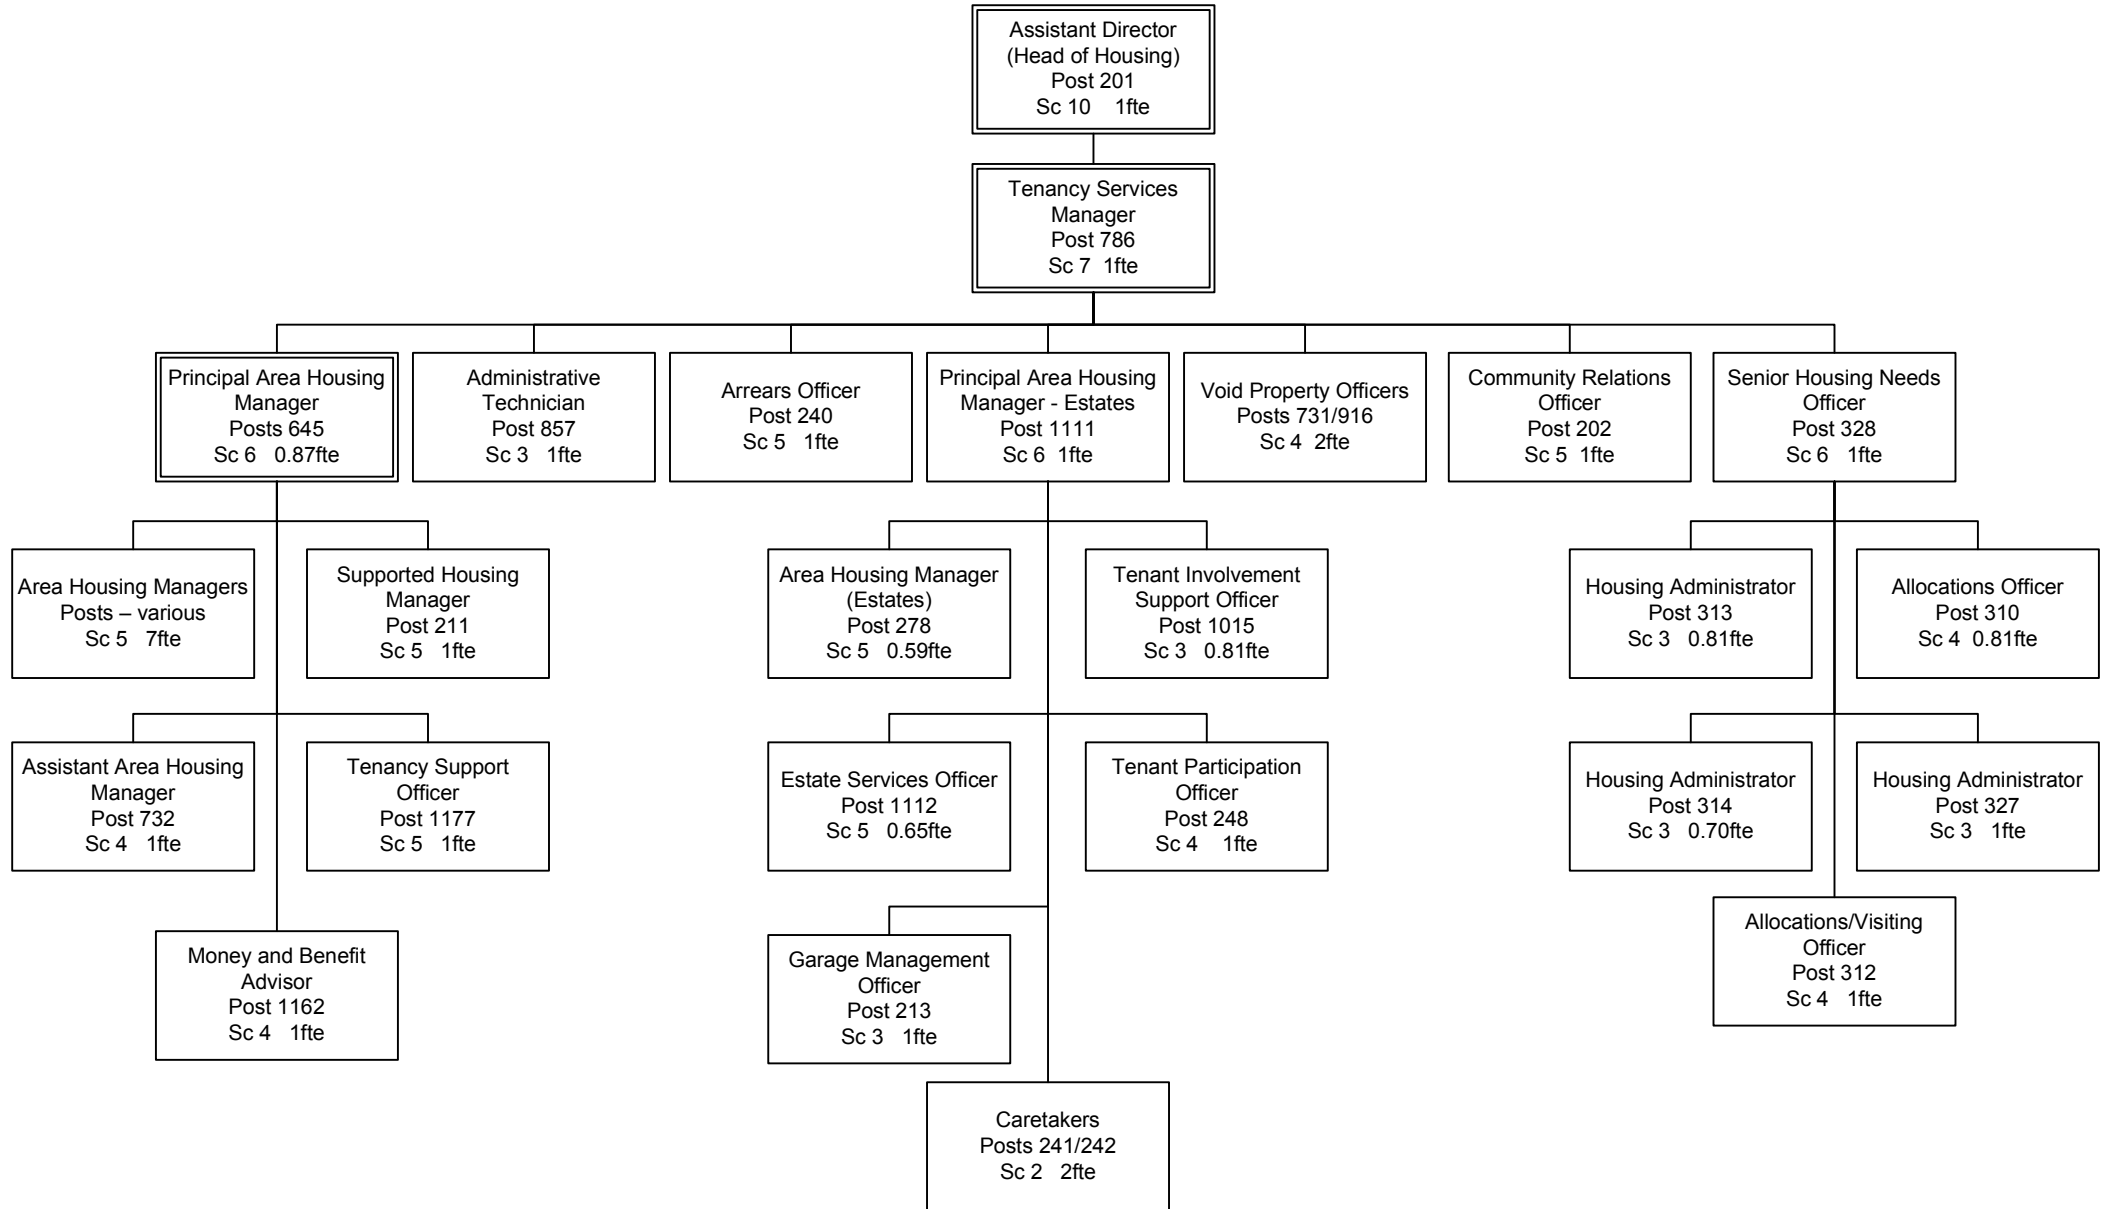 Assistant Director
(Head of Housing)
Post 201
Sc 10 1fte
Tenancy Services
Manager
Post 786
Sc 7 1fte
Principal Area Housing
Manager
Posts 645
Sc 6 0.87fte
Administrative
Technician
Post 857
Sc 3 1fte
Arrears Officer
Post 240
Sc 5 1fte
Principal Area Housing
Manager - Estates
Post 1111
Sc 6 1fte
Void Property Officers
Posts 731/916
Sc 4 2fte
Community Relations
Officer
Post 202
Sc 5 1fte
Senior Housing Needs
Officer
Post 328
Sc 6 1fte
Area Housing Managers
Posts – various
Sc 5 7fte
Supported Housing
Manager
Post 211
Sc 5 1fte
Area Housing Manager
(Estates)
Post 278
Sc 5 0.59fte
Tenant Involvement
Support Officer
Post 1015
Sc 3 0.81fte
Housing Administrator
Post 313
Sc 3 0.81fte
Allocations Officer
Post 310
Sc 4 0.81fte
Assistant Area Housing
Manager
Post 732
Sc 4 1fte
Tenancy Support
Officer
Post 1177
Sc 5 1fte
Estate Services Officer
Post 1112
Sc 5 0.65fte
Tenant Participation
Officer
Post 248
Sc 4 1fte
Housing Administrator
Post 314
Sc 3 0.70fte
Housing Administrator
Post 327
Sc 3 1fte
Money and Benefit
Advisor
Post 1162
Sc 4 1fte
Garage Management
Officer
Post 213
Sc 3 1fte
Allocations/Visiting
Officer
Post 312
Sc 4 1fte
Caretakers
Posts 241/242
Sc 2 2fte